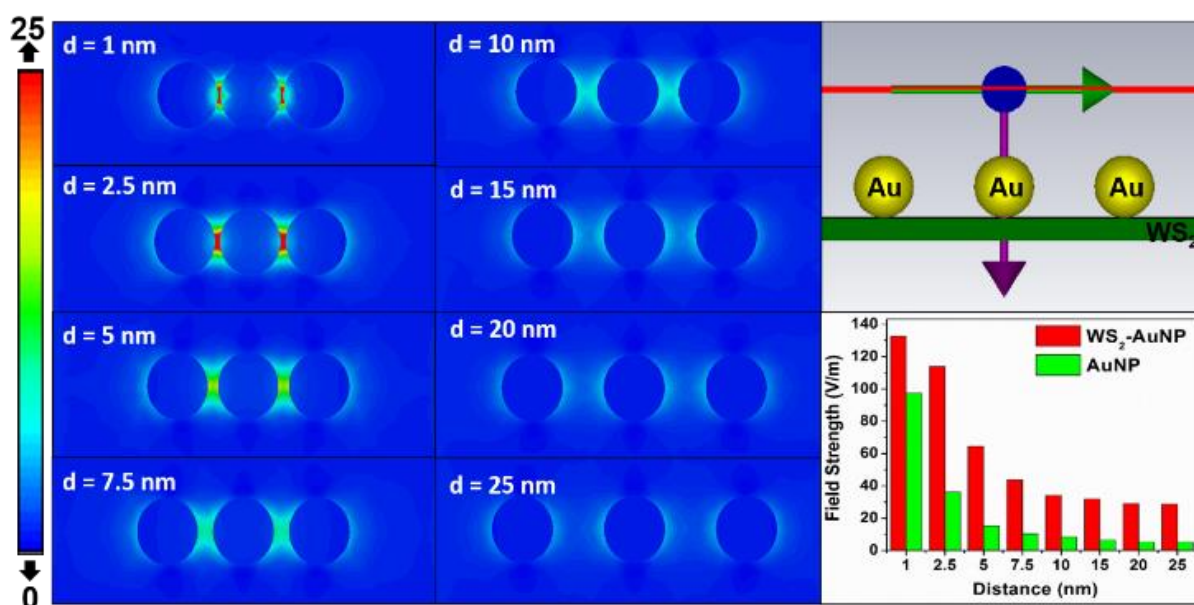 25
0
d = 1 nm
d = 2.5 nm
d = 5 nm
d = 7.5 nm
d = 10 nm
d = 15 nm
d = 20 nm
d = 25 nm
Au Au Au
WS₂
Field Strength (V/m)
140
120
100
80
60
40
20
0
WS₂-AuNP
AuNP
1 2.5 5 7.5 10 15 20 25
Distance (nm)